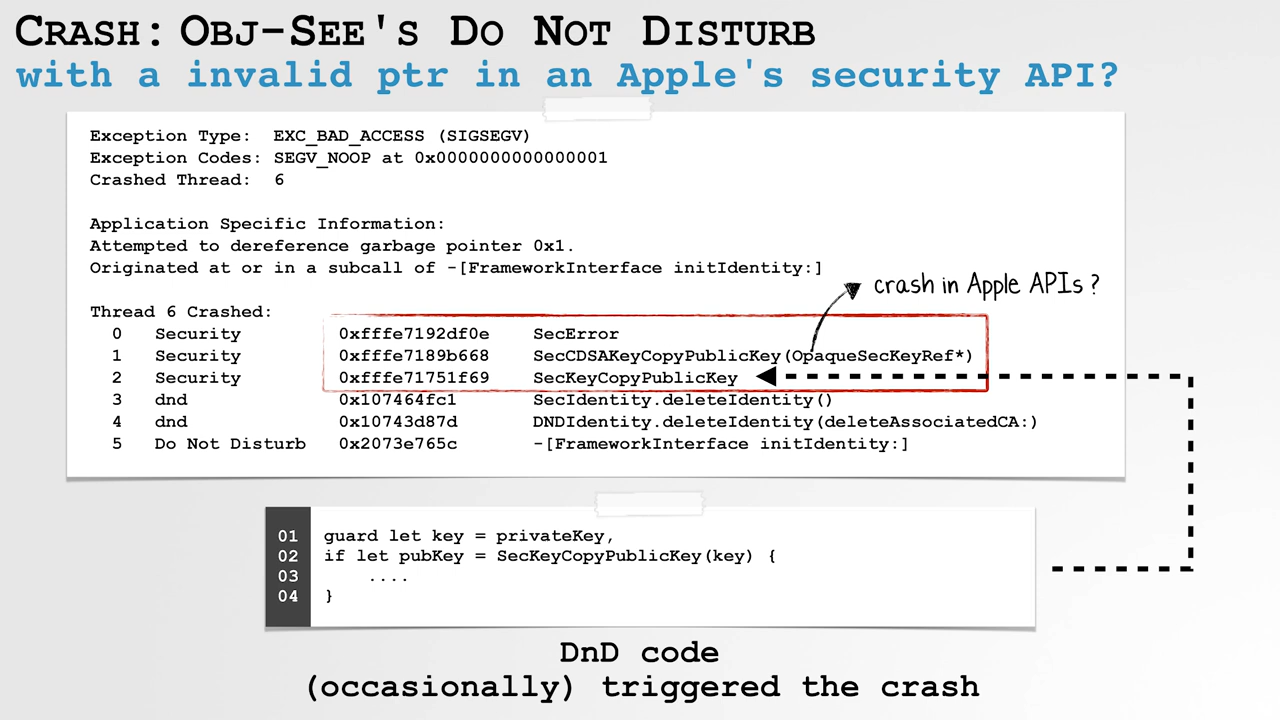 Crash: Obj-See's Do Not Disturb
with a invalid ptr in an Apple's security API?
Exception Type: EXC_BAD_ACCESS (SIGSEGV)
Exception Codes: SEGV_NOOP at 0x0000000000000001
Crashed Thread: 6
Application Specific Information:
Attempted to dereference garbage pointer 0x1.
Originated at or in a subcall of -[FrameworkInterface initIdentity:]
crash in Apple APIs ?
Thread 6 Crashed:
0 Security 0xfffe7192df0e SecError
1 Security 0xfffe7189b668 SecCDSAKeyCopyPublicKey(OpaqueSecKeyRef*)
2 Security 0xfffe71751f69 SecKeyCopyPublicKey
3 dnd 0x107464fc1 SecIdentity.deleteIdentity()
4 dnd 0x10743d87d DNDIdentity.deleteIdentity(deleteAssociatedCA:)
5 Do Not Disturb 0x2073e765c -[FrameworkInterface initIdentity:]
01 guard let key = privateKey,
02 if let pubKey = SecKeyCopyPublicKey(key) {
03 ....
04 }
DnD code
(occasionally) triggered the crash